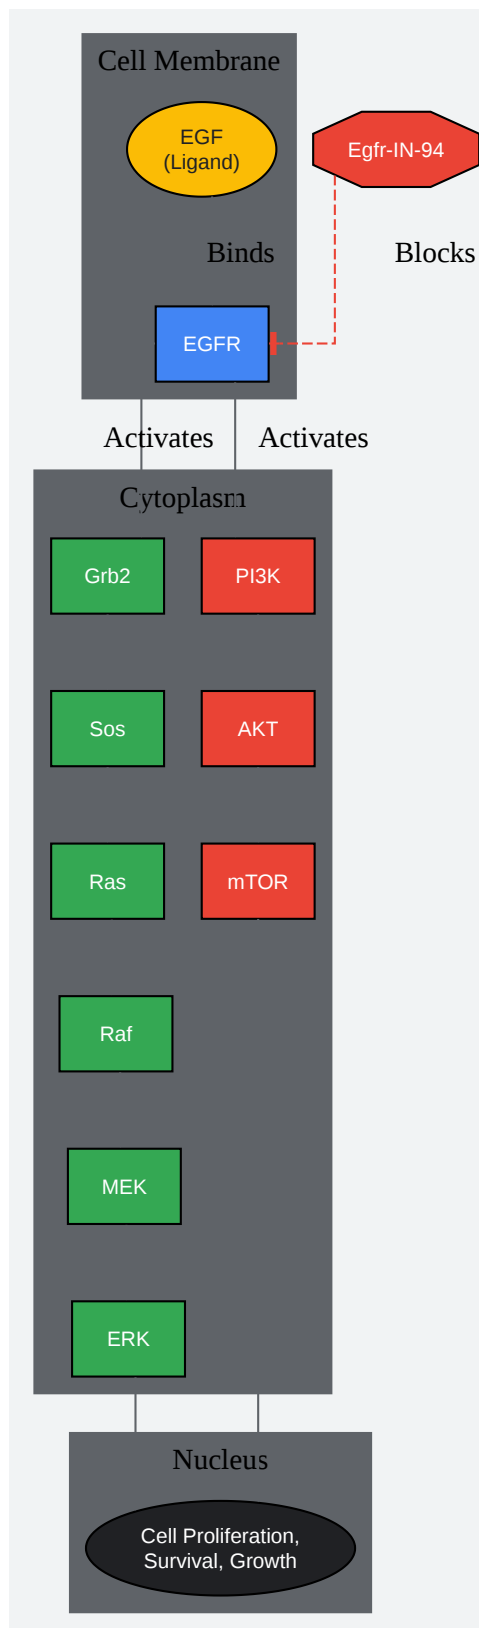 Cell Membrane
EGF
(Ligand)
Egfr-IN-94
Binds
Blocks
EGFR
Activates
Activates
Cytoplasm
Grb2
PI3K
Sos
AKT
Ras
mTOR
Raf
MEK
ERK
Nucleus
Cell Proliferation,
Survival, Growth